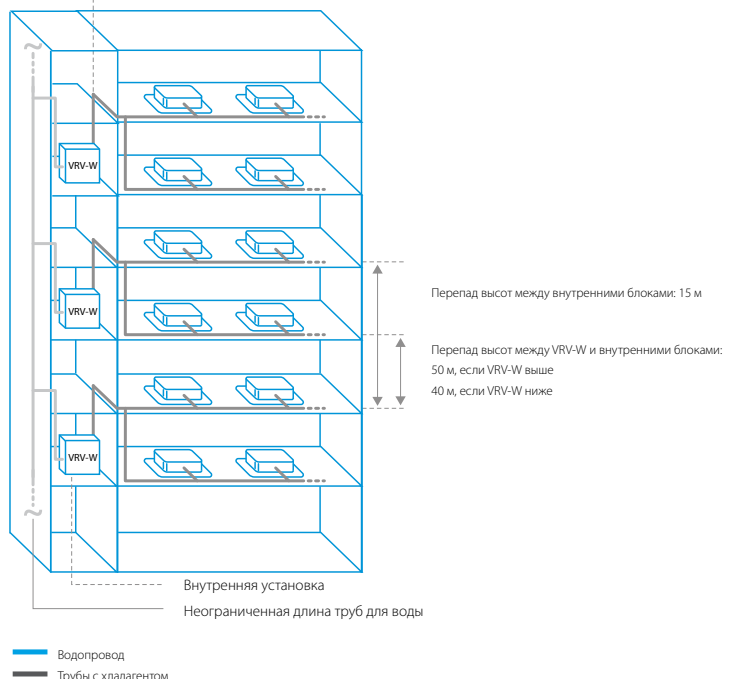 VRV-W
VRV-W
Перепад высот между внутренними блоками: 15 м
Перепад высот между VRV-W и внутренними блоками:
50 м, если VRV-W выше
40 м, если VRV-W ниже
VRV-W
Внутренняя установка
Неограниченная длина труб для воды
Водопровод
Трубы с хладагентом